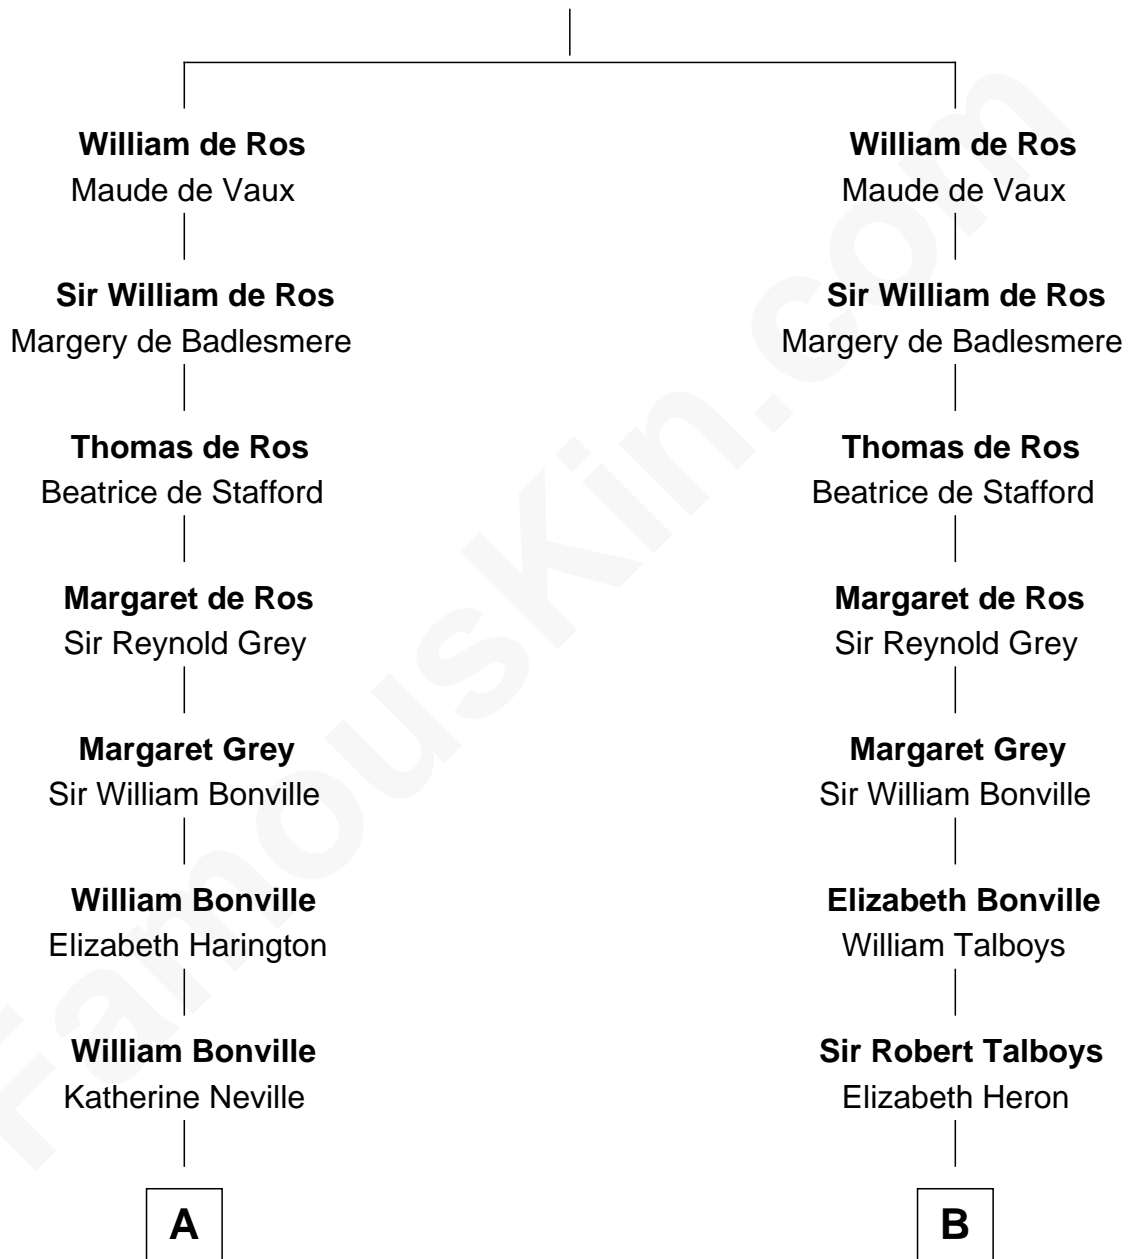 William de Ros
Maude de Vaux
Sir William de Ros
Margery de Badlesmere
Thomas de Ros
Beatrice de Stafford
Margaret de Ros
Sir Reynold Grey
Margaret Grey
Sir William Bonville
William Bonville
Elizabeth Harington
William Bonville
Katherine Neville
A
William de Ros
Maude de Vaux
Sir William de Ros
Margery de Badlesmere
Thomas de Ros
Beatrice de Stafford
Margaret de Ros
Sir Reynold Grey
Margaret Grey
Sir William Bonville
Elizabeth Bonville
William Talboys
Sir Robert Talboys
Elizabeth Heron
B
FamousKin.com